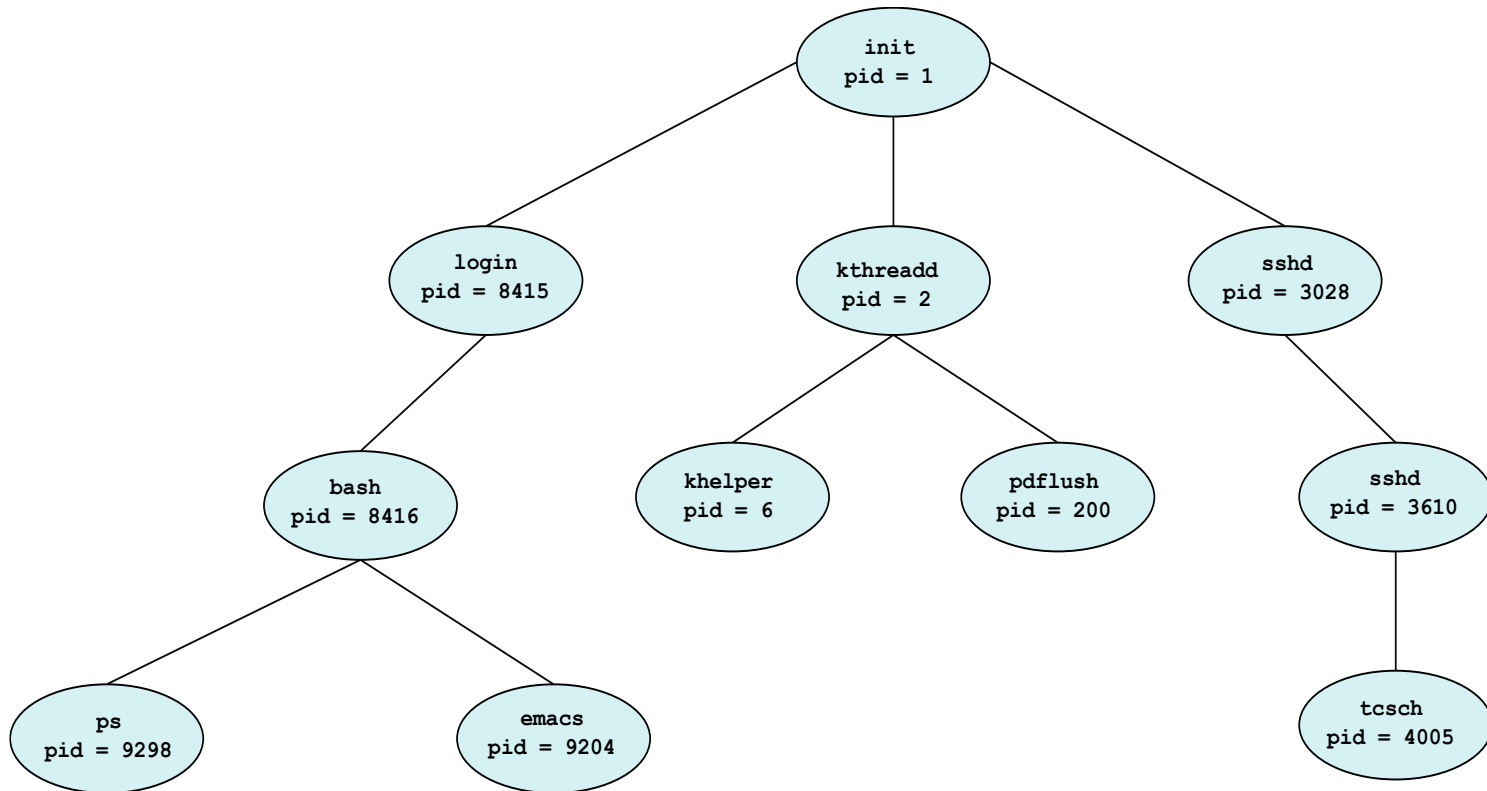 init
pid = 1
login
pid = 8415
kthreadd
pid = 2
sshd
pid = 3028
bash
pid = 8416
khelper
pid = 6
pdflush
pid = 200
sshd
pid = 3610
ps
pid = 9298
emacs
pid = 9204
tcsch
pid = 4005